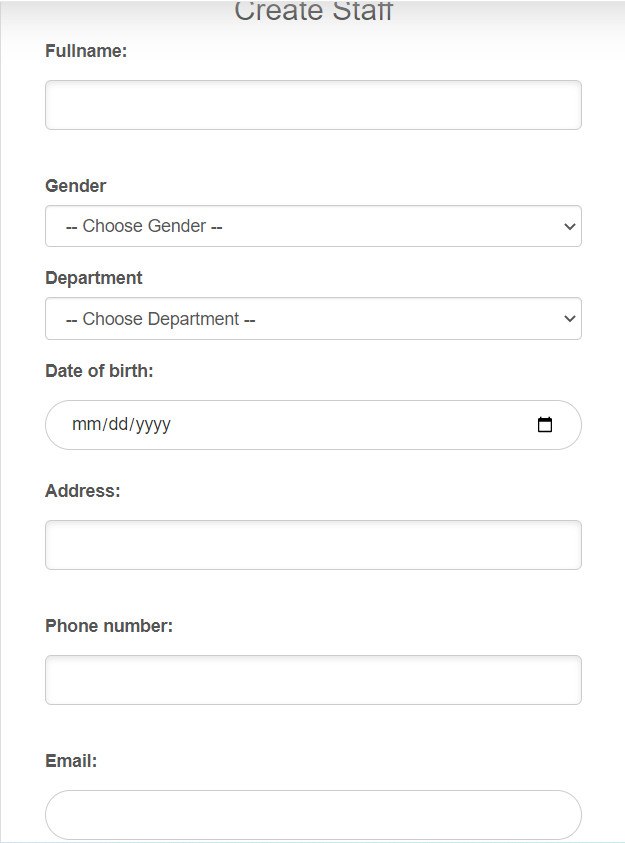 Create Staff
Fullname:
Gender
-- Choose Gender --
Department
-- Choose Department --
Date of birth:
mm/dd/yyyy
Address:
Phone number:
Email: